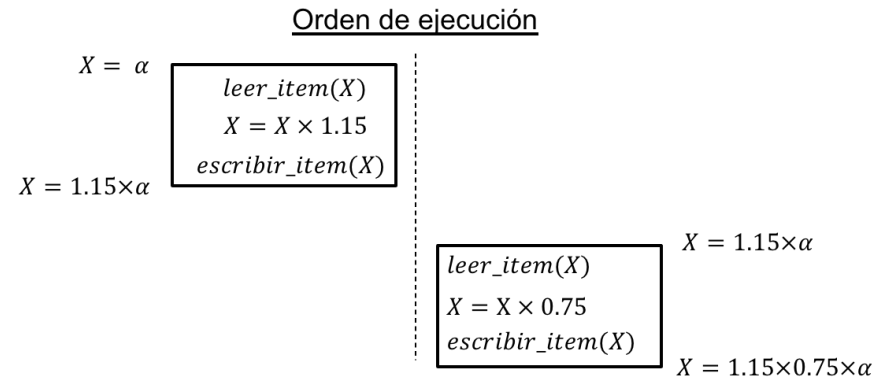 Orden de ejecución
X = α
leer_item(X)
X = X × 1.15
escribir_item(X)
X = 1.15×α
X = 1.15×α
leer_item(X)
X = X × 0.75
escribir_item(X)
X = 1.15×0.75×α